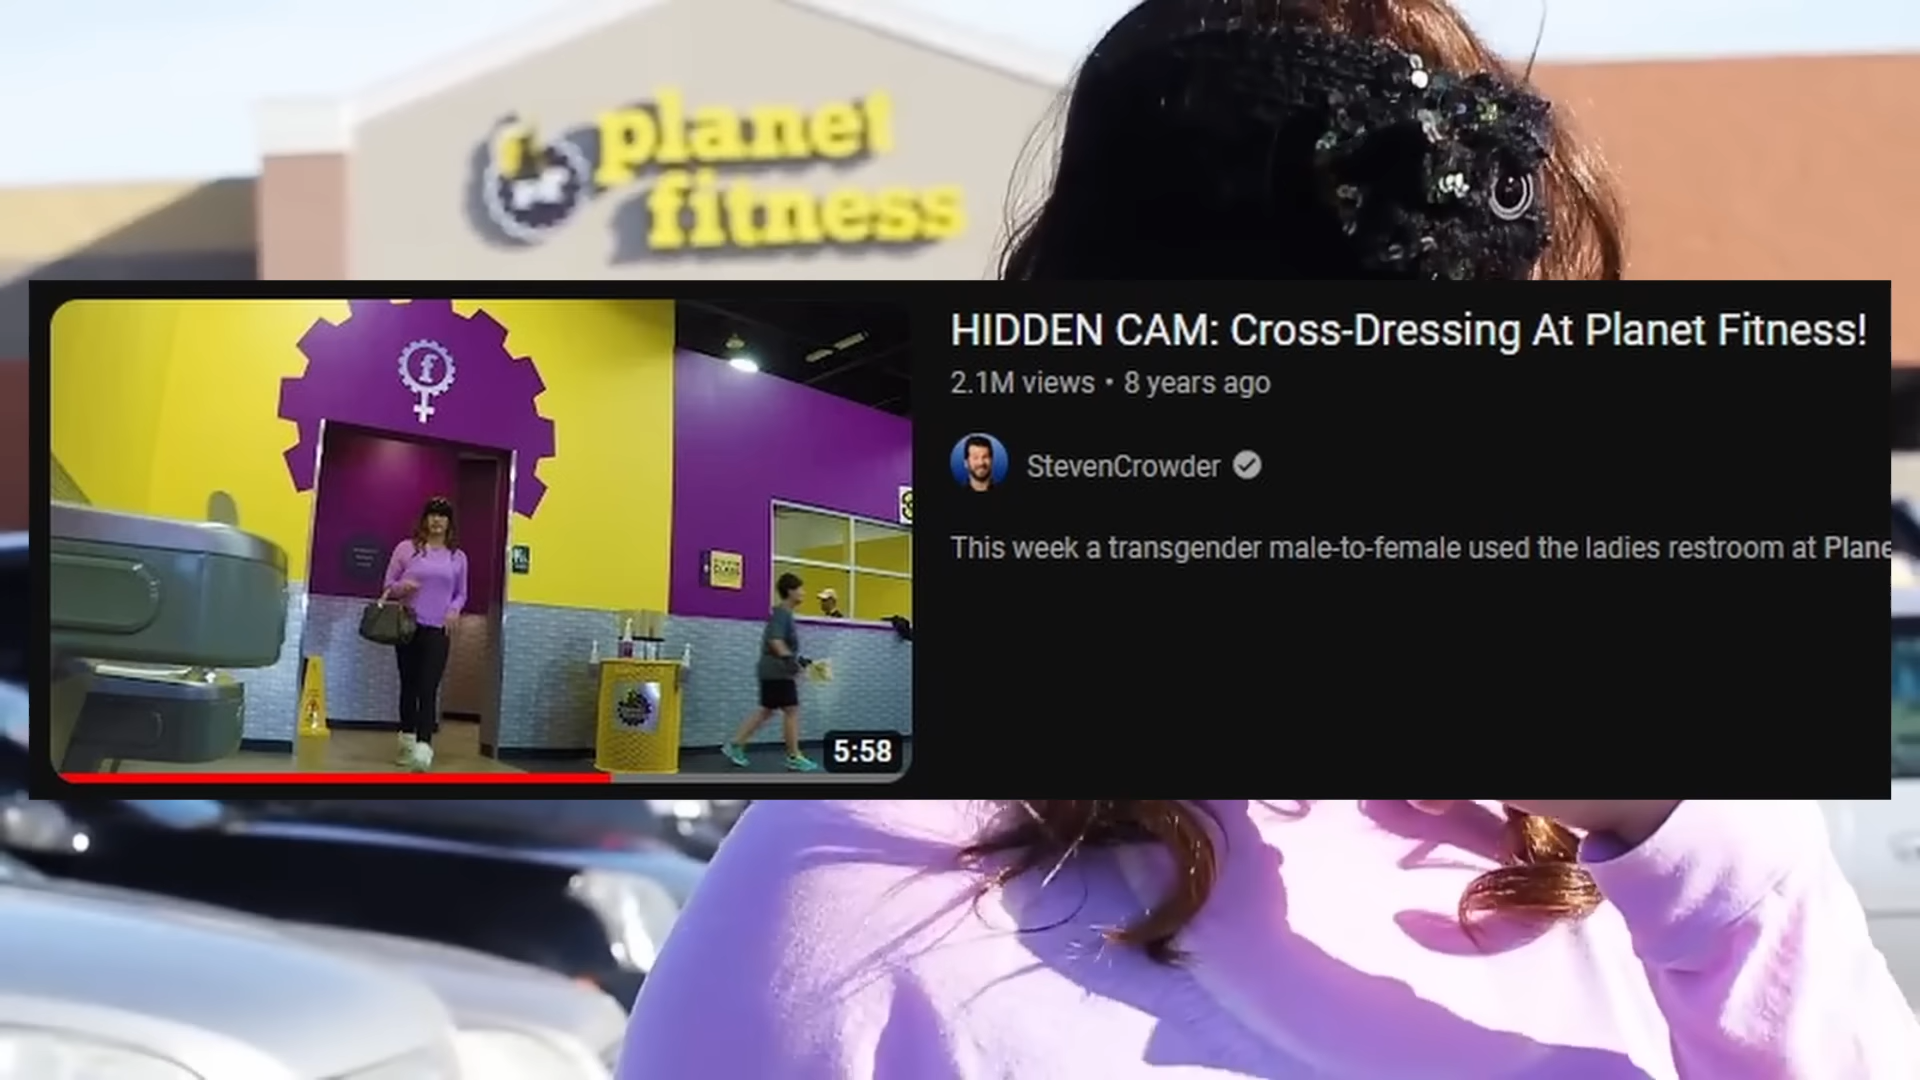 planet
fitness
HIDDEN CAM: Cross-Dressing At Planet Fitness!
2.1M views • 8 years ago
StevenCrowder
This week a transgender male-to-female used the ladies restroom at Plane
5:58